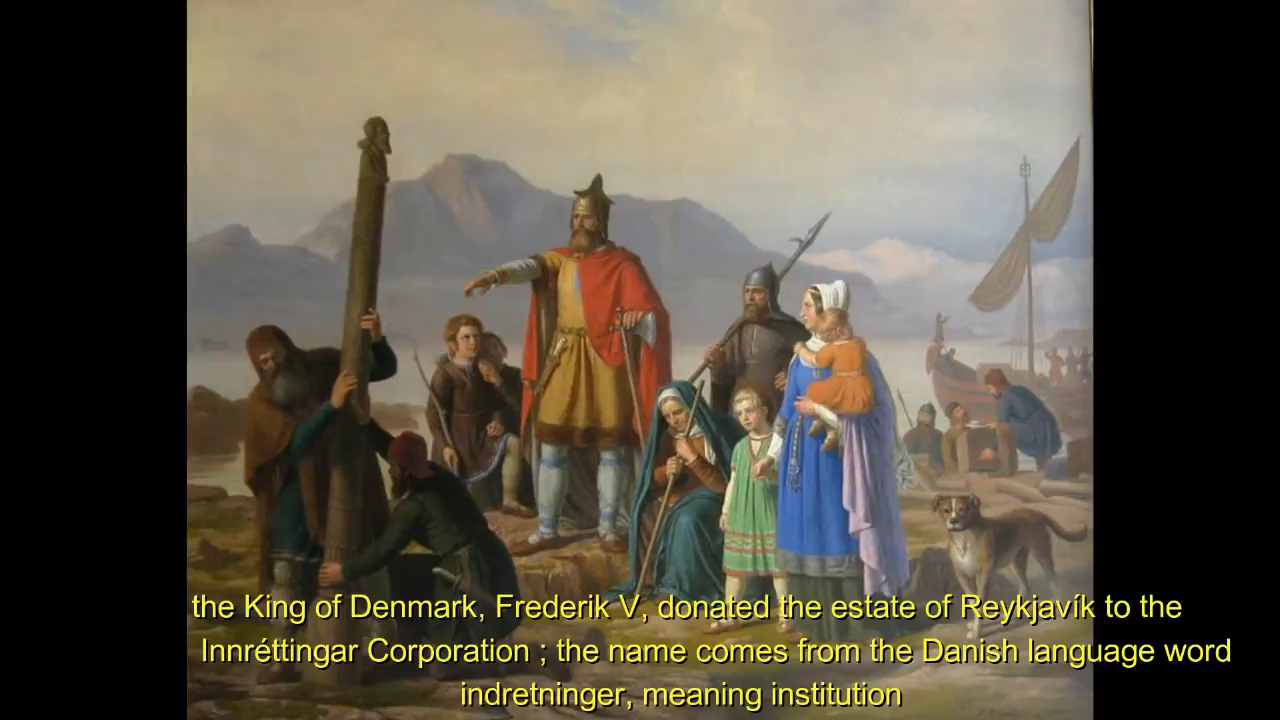 the King of Denmark, Frederik V, donated the estate of Reykjavík to the
Innréttingar Corporation ; the name comes from the Danish language word
indretninger, meaning institution